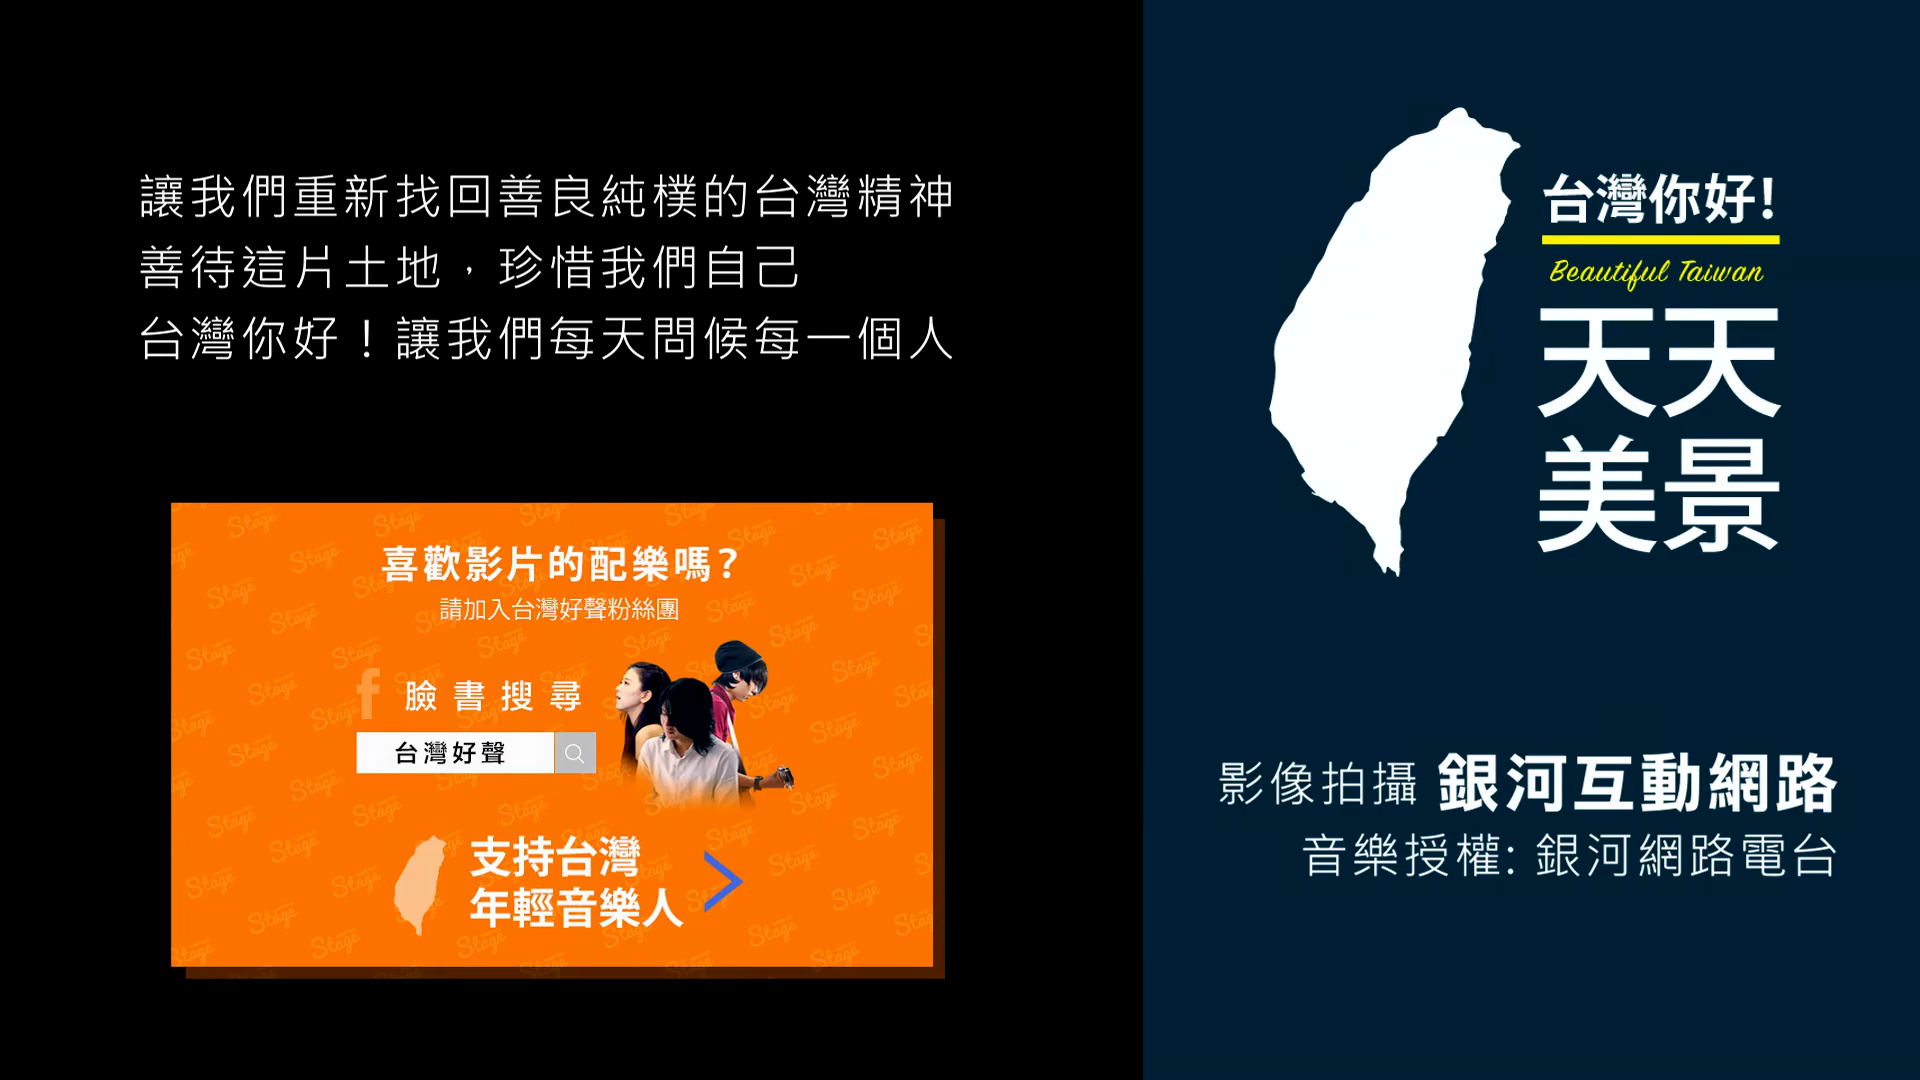 讓我們重新找回善良純樸的台灣精神
善待這片土地，珍惜我們自己
台灣你好！讓我們每天問候每一個人
喜歡影片的配樂嗎？
請加入台灣好聲粉絲團
f 臉書搜尋
台灣好聲
支持台灣
年輕音樂人
台灣你好!
Beautiful Taiwan
天天
美景
影像拍攝 銀河互動網路
音樂授權: 銀河網路電台
Stage